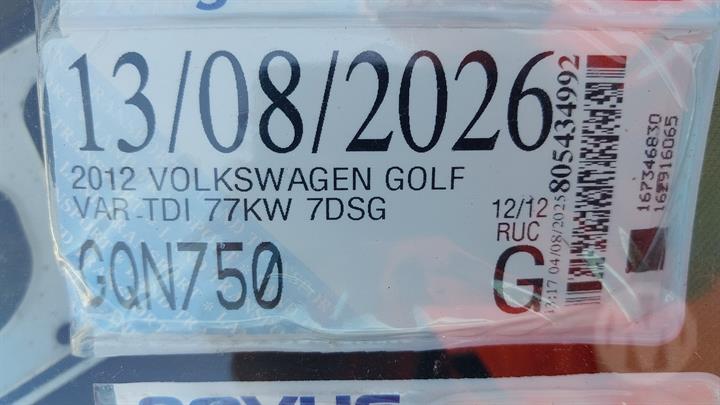 13/08/2026
2012 VOLKSWAGEN GOLF
VAR TDI 77KW 7DSG
12/12
RUC
GQN750
G
13:17 04/08/2025
805434992
167346830
162916065